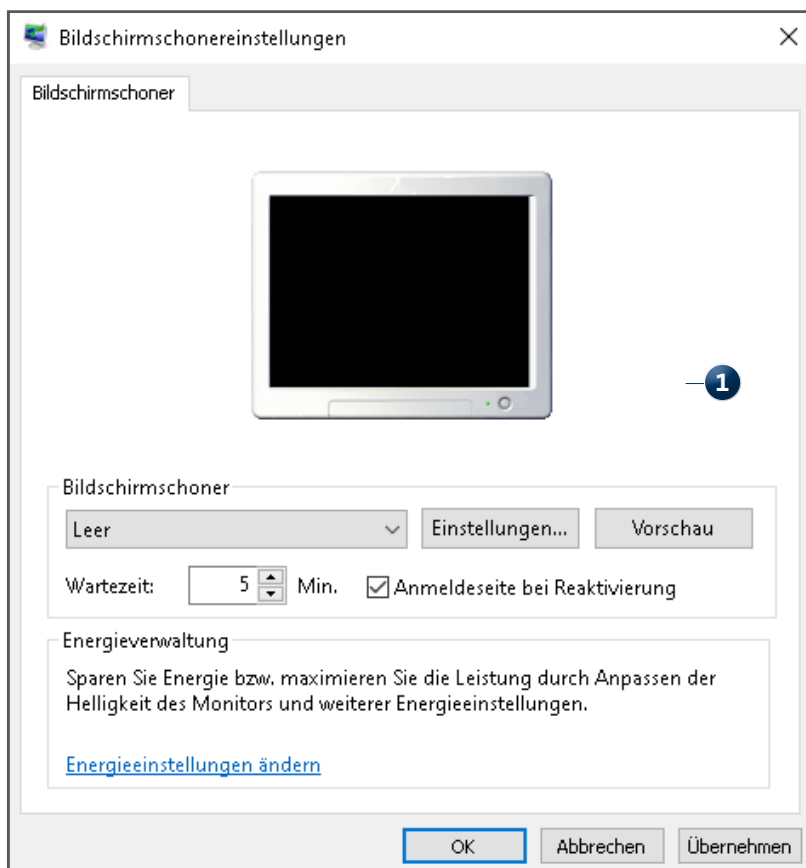 Bildschirmschonereinstellungen
Bildschirmschoner
1
Bildschirmschoner
Leer
Einstellungen...
Vorschau
Wartezeit: 5 Min. Anmeldeseite bei Reaktivierung
Energieverwaltung
Sparen Sie Energie bzw. maximieren Sie die Leistung durch Anpassen der
Helligkeit des Monitors und weiterer Energieeinstellungen.
Energieeinstellungen ändern
OK Abbrechen Übernehmen